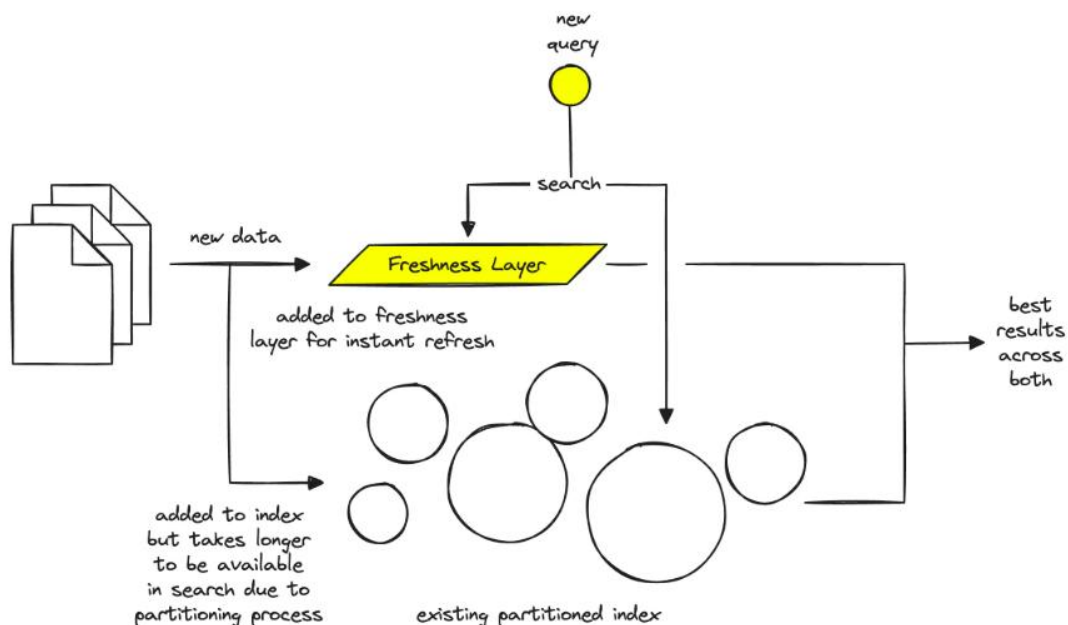 new
query
search
new data
Freshness Layer
added to freshness
layer for instant refresh
best
results
across
both
added to index
but takes longer
to be available
in search due to
partitioning process
existing partitioned index